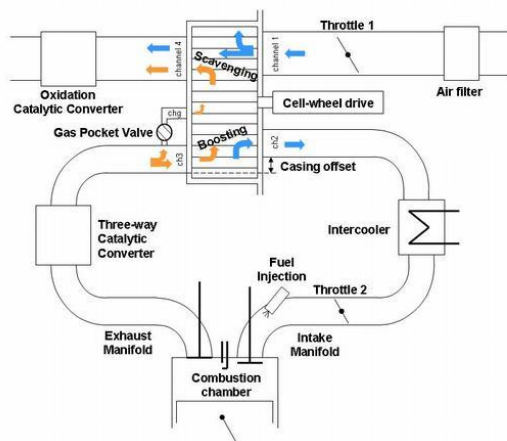 Throttle 1
channel 4
channel 1
Scavenging
Oxidation
Catalytic Converter
Air filter
chg
Cell-wheel drive
Gas Pocket Valve
Boosting
ch3
ch2
Casing offset
Three-way
Catalytic
Converter
Intercooler
Fuel
Injection
Throttle 2
Exhaust
Manifold
Intake
Manifold
Combustion
chamber